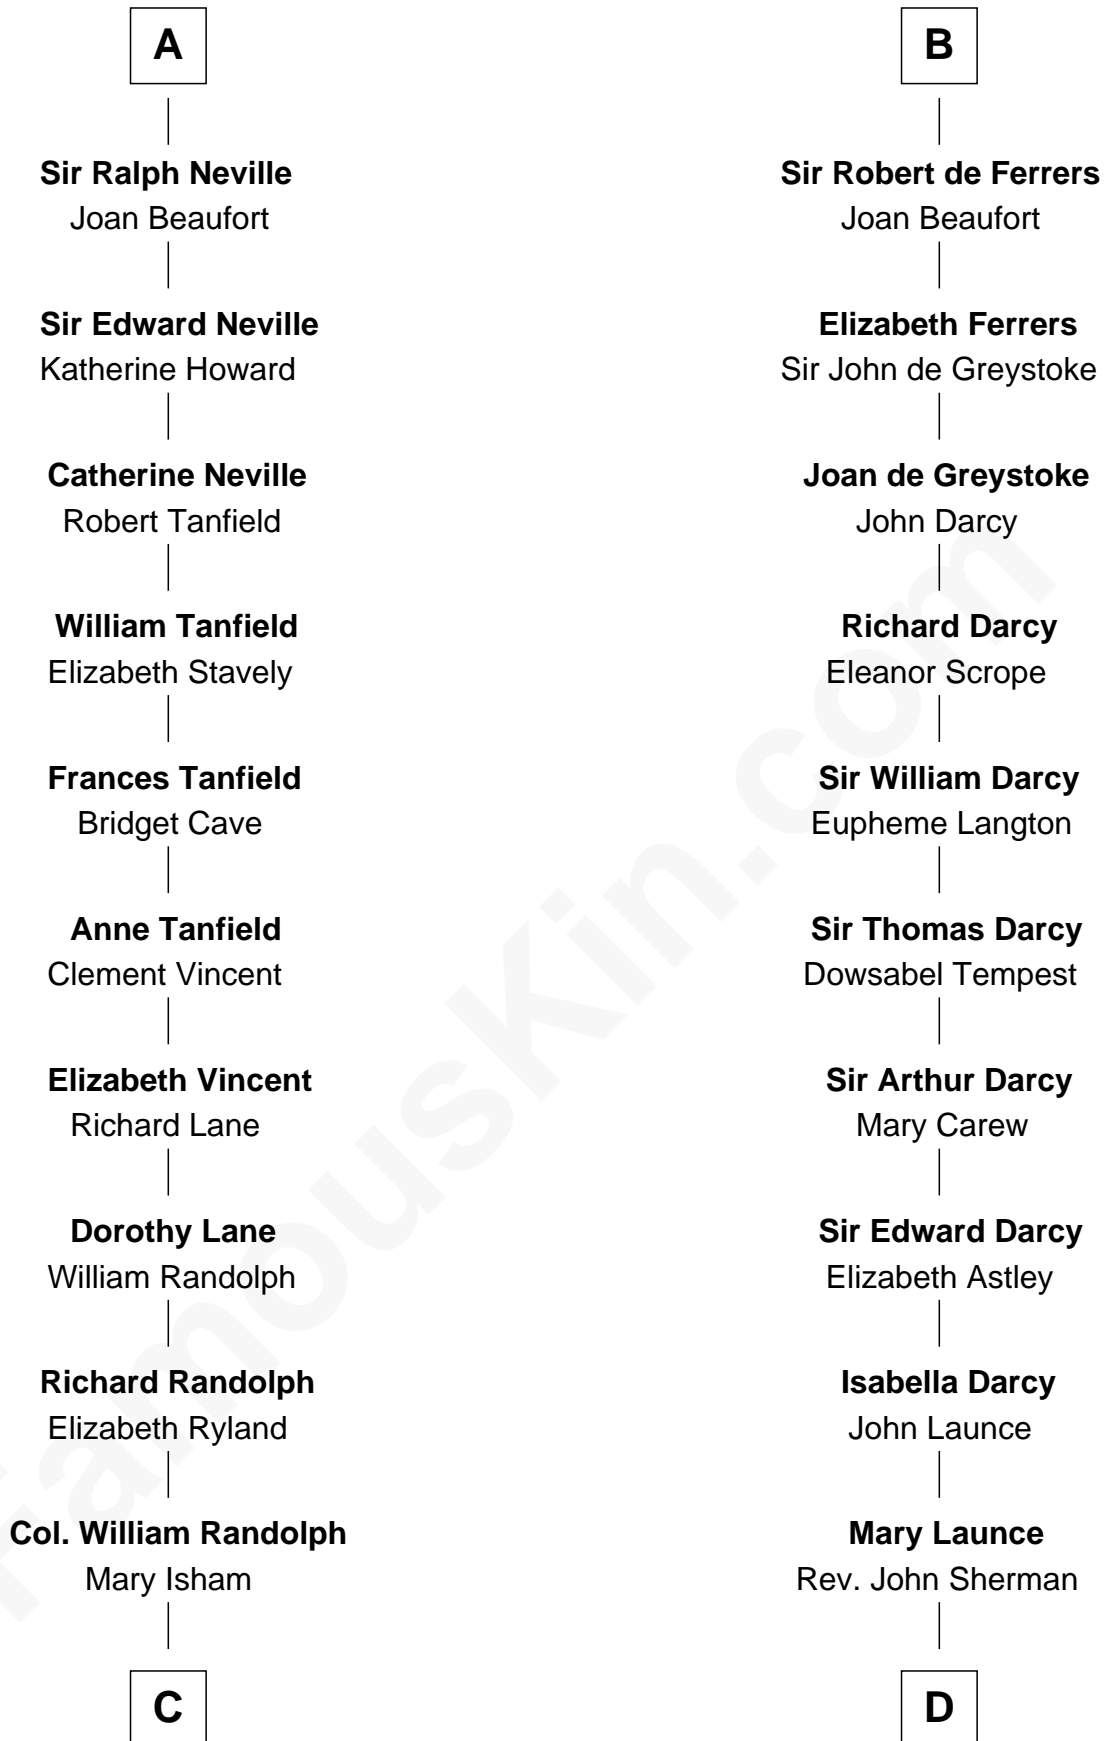 A
Sir Ralph Neville
Joan Beaufort
Sir Edward Neville
Katherine Howard
Catherine Neville
Robert Tanfield
William Tanfield
Elizabeth Stavely
Frances Tanfield
Bridget Cave
Anne Tanfield
Clement Vincent
Elizabeth Vincent
Richard Lane
Dorothy Lane
William Randolph
Richard Randolph
Elizabeth Ryland
Col. William Randolph
Mary Isham
C
B
Sir Robert de Ferrers
Joan Beaufort
Elizabeth Ferrers
Sir John de Greystoke
Joan de Greystoke
John Darcy
Richard Darcy
Eleanor Scrope
Sir William Darcy
Eupheme Langton
Sir Thomas Darcy
Dowsabel Tempest
Sir Arthur Darcy
Mary Carew
Sir Edward Darcy
Elizabeth Astley
Isabella Darcy
John Launce
Mary Launce
Rev. John Sherman
D
FamousKin.com